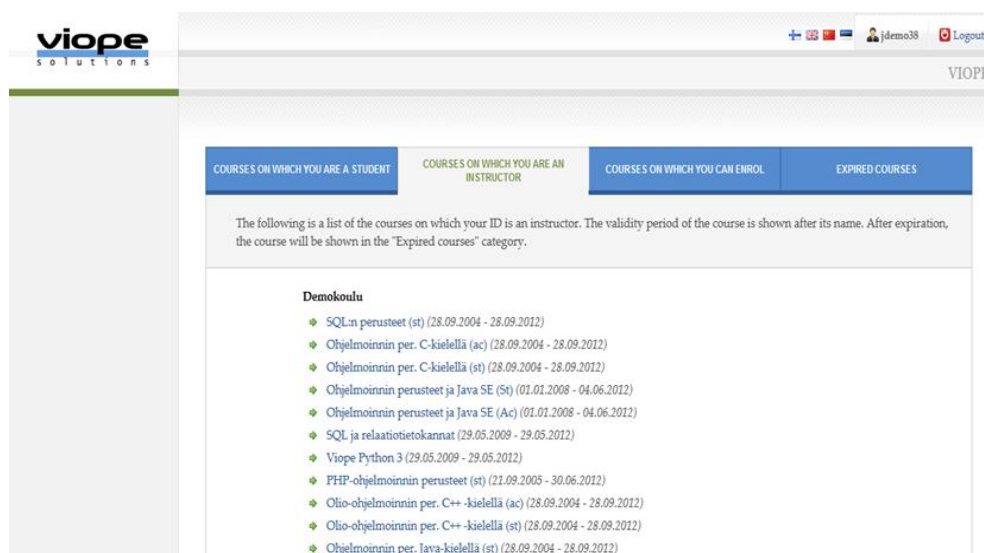 viope
solutions
jdemo38 Logout
VIOPE
COURSES ON WHICH YOU ARE A STUDENT
COURSES ON WHICH YOU ARE AN
INSTRUCTOR
COURSES ON WHICH YOU CAN ENROL
EXPIRED COURSES
The following is a list of the courses on which your ID is an instructor. The validity period of the course is shown after its name. After expiration,
the course will be shown in the "Expired courses" category.
Demokoulu
SQL:n perusteet (st) (28.09.2004 - 28.09.2012)
Ohjelmoinnin per. C-kielellä (ac) (28.09.2004 - 28.09.2012)
Ohjelmoinnin per. C-kielellä (st) (28.09.2004 - 28.09.2012)
Ohjelmoinnin perusteet ja Java SE (St) (01.01.2008 - 04.06.2012)
Ohjelmoinnin perusteet ja Java SE (Ac) (01.01.2008 - 04.06.2012)
SQL ja relaatiotietokannat (29.05.2009 - 29.05.2012)
Viope Python 3 (29.05.2009 - 29.05.2012)
PHP-ohjelmoinnin perusteet (st) (21.09.2005 - 30.06.2012)
Olio-ohjelmoinnin per. C++ -kielellä (ac) (28.09.2004 - 28.09.2012)
Olio-ohjelmoinnin per. C++ -kielellä (st) (28.09.2004 - 28.09.2012)
Ohjelmoinnin per. Java-kielellä (st) (28.09.2004 - 28.09.2012)